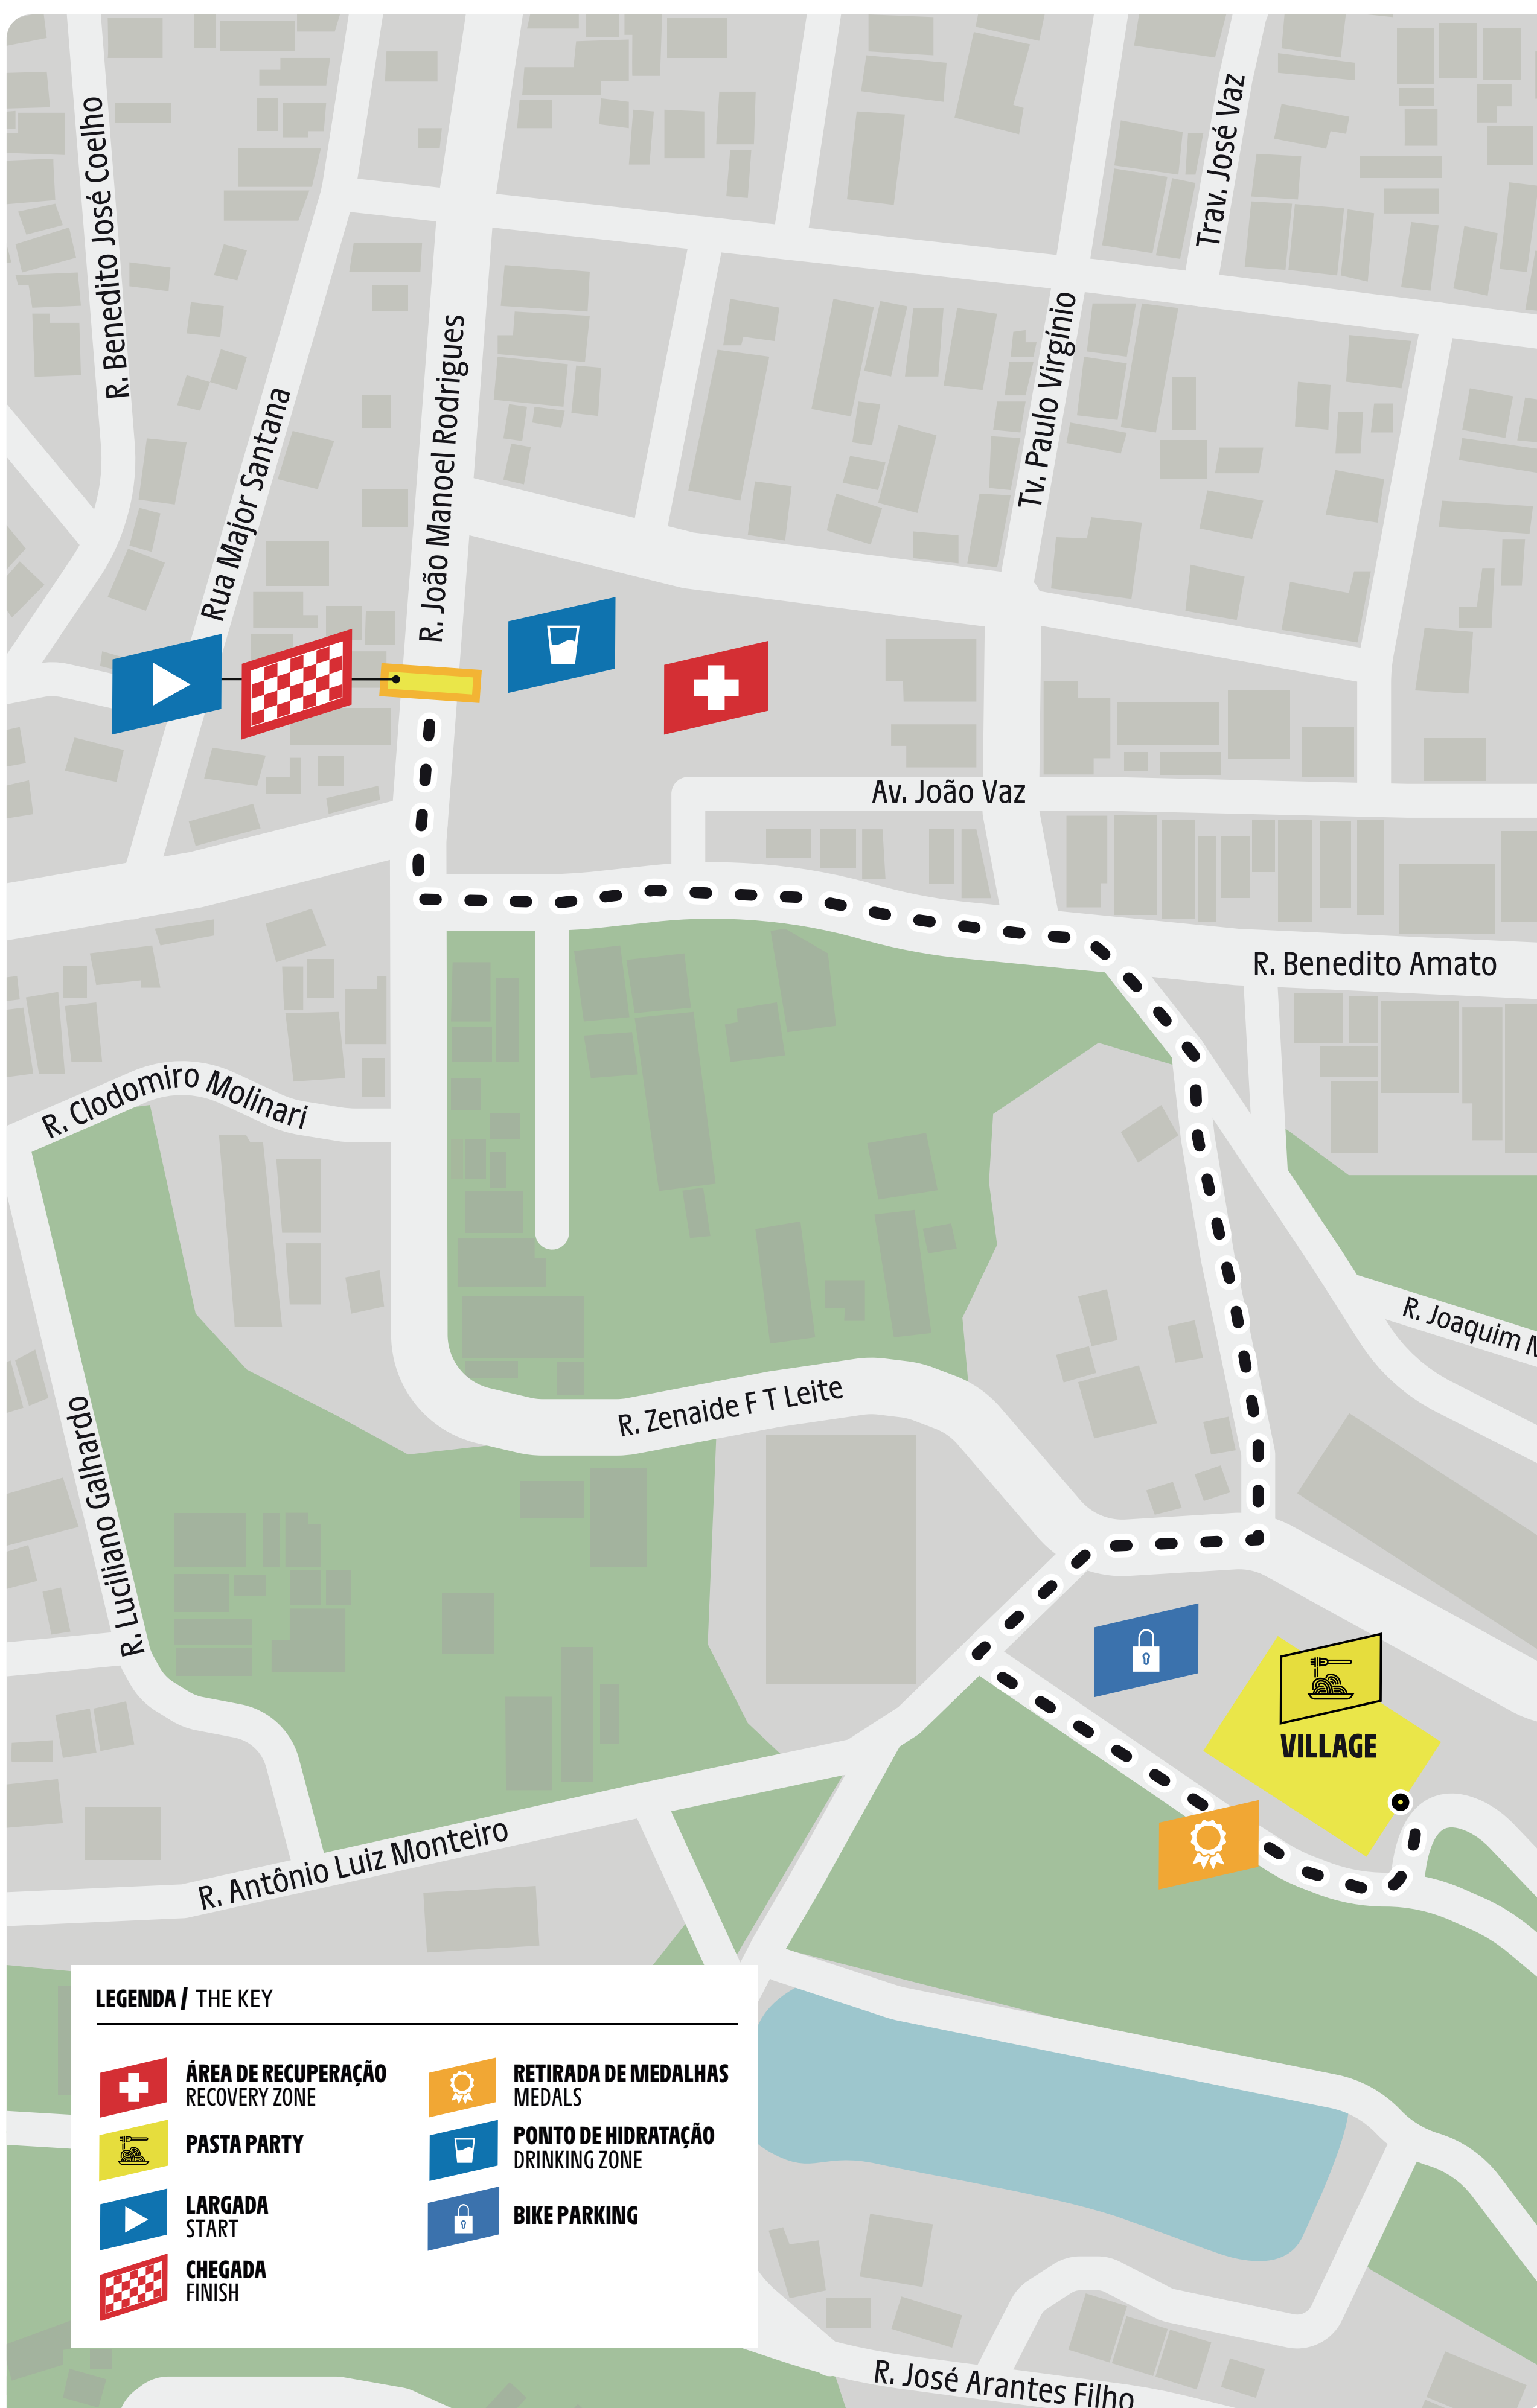 R. Benedito José Coelho
Trav. José Vaz
Rua Major Santana
R. João Manoel Rodrigues
Tv. Paulo Virgínio
Av. João Vaz
R. Benedito Amato
R. Clodomiro Molinari
R. Joaquim
R. Zenaide F T Leite
R. Luciliano Galhardo
VILLAGE
R. Antônio Luiz Monteiro
LEGENDA / THE KEY
ÁREA DE RECUPERAÇÃO
RECOVERY ZONE
PASTA PARTY
LARGADA
START
CHEGADA
FINISH
RETIRADA DE MEDALHAS
MEDALS
PONTO DE HIDRATAÇÃO
DRINKING ZONE
BIKE PARKING
R. José Arantes Filho